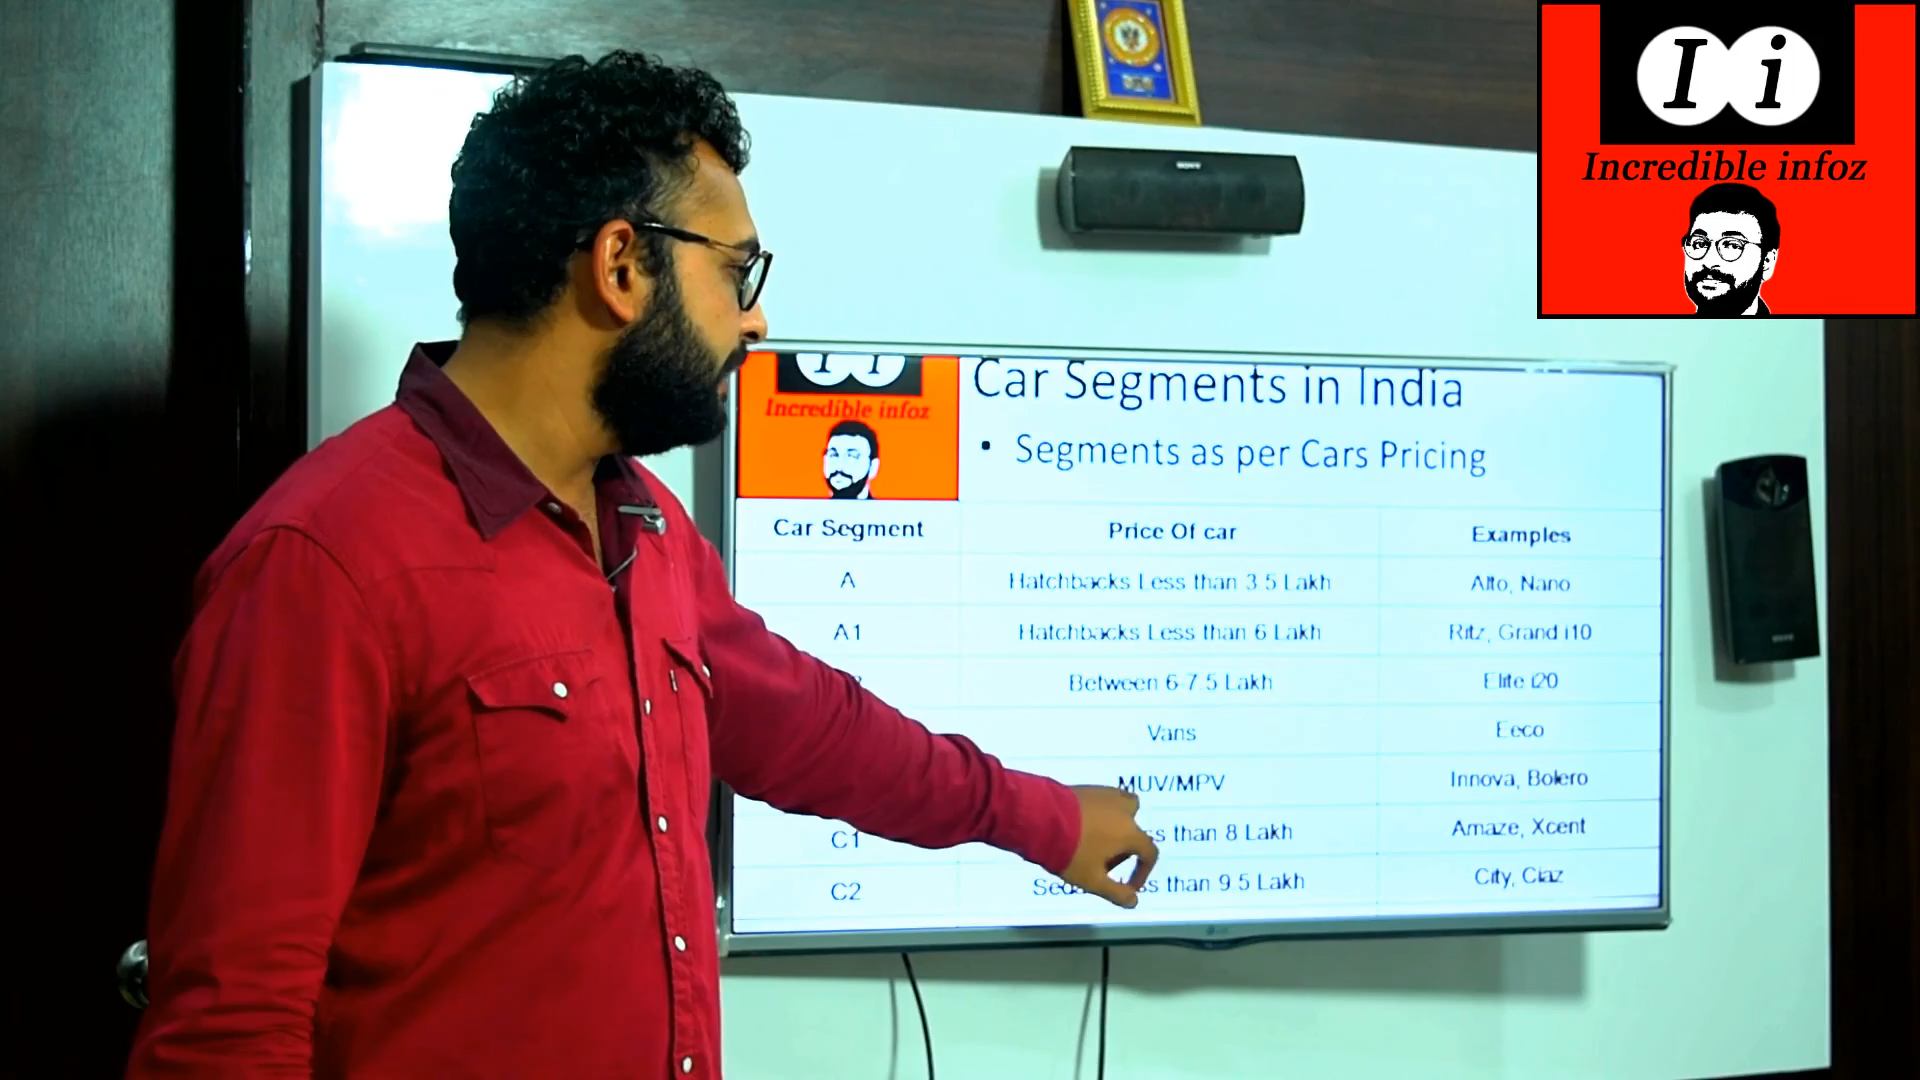 I i
Incredible infoz
SONY
I i
Incredible infoz
Car Segments in India
• Segments as per Cars Pricing
Car Segment Price Of car Examples
A Hatchbacks Less than 3.5 Lakh Alto, Nano
A1 Hatchbacks Less than 6 Lakh Ritz, Grand i10
Between 6-7.5 Lakh Elite i20
Vans Eeco
MUV/MPV Innova, Bolero
C1 than 8 Lakh Amaze, Xcent
C2 than 9.5 Lakh City, Ciaz
LG